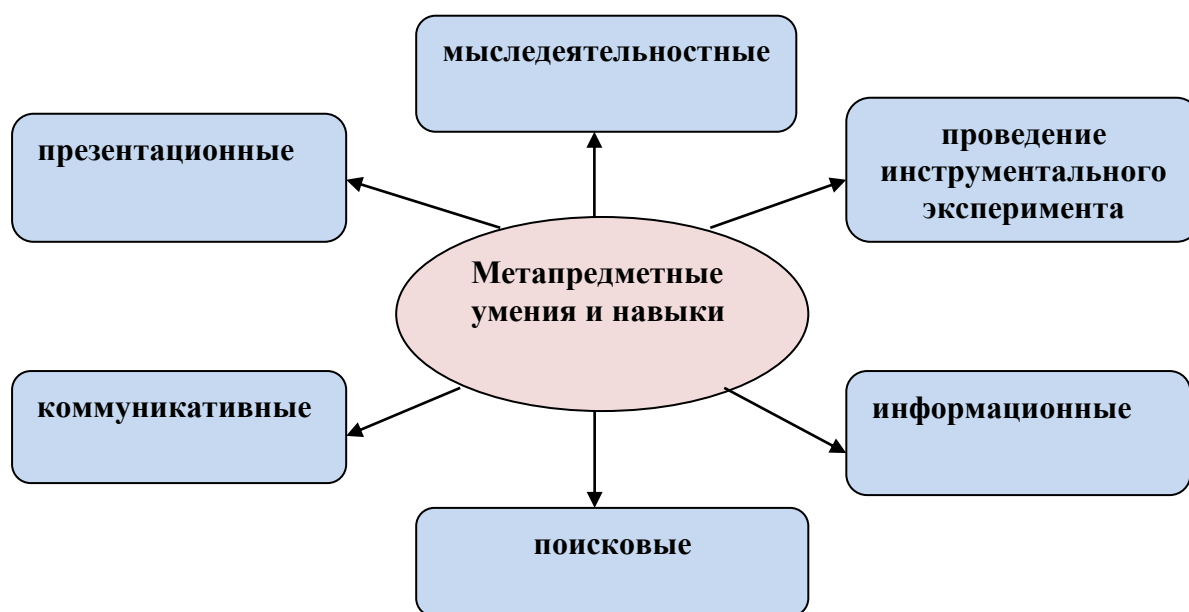 мыследеятельностные
презентационные
проведение
инструментального
эксперимента
Метапредметные
умения и навыки
коммуникативные
информационные
поисковые